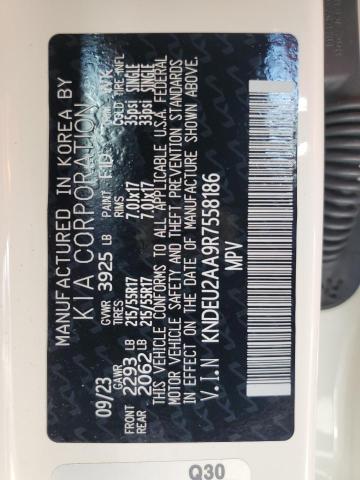 MANUFACTURED IN KOREA BY
KIA CORPORATION
GVWR 3925 LB PAINT FID
09/23 GAWR TIRES RIMS COLD TIRE INFL
FRONT 2293 LB 215/55R17 7.0Jx17 35psi SINGLE
REAR 2062 LB 215/55R17 7.0Jx17 33psi SINGLE
THIS VEHICLE CONFORMS TO ALL APPLICABLE U.S.A. FEDERAL
MOTOR VEHICLE SAFETY AND THEFT PREVENTION STANDARDS
IN EFFECT ON THE DATE OF MANUFACTURE SHOWN ABOVE.
V.I.N KNDEU2AA9R7558186
MPV
Q30